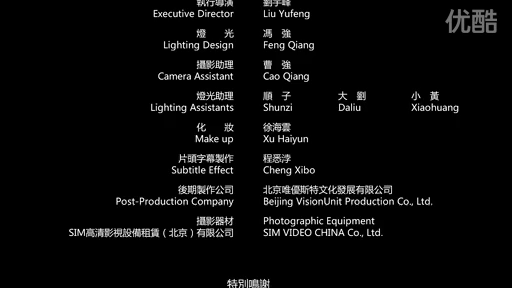 執行導演 劉宇峰
Executive Director Liu Yufeng
优酷
燈 光 馮 強
Lighting Design Feng Qiang
攝影助理 曹 強
Camera Assistant Cao Qiang
燈光助理 順 子 大 劉 小 黃
Lighting Assistants Shunzi Daliu Xiaohuang
化 妝 徐海雲
Make up Xu Haiyun
片頭字幕製作 程悉浡
Subtitle Effect Cheng Xibo
後期製作公司 北京唯優斯特文化發展有限公司
Post-Production Company Beijing VisionUnit Production Co., Ltd.
攝影器材 Photographic Equipment
SIM高清影視設備租賃（北京）有限公司 SIM VIDEO CHINA Co., Ltd.
特別鳴謝